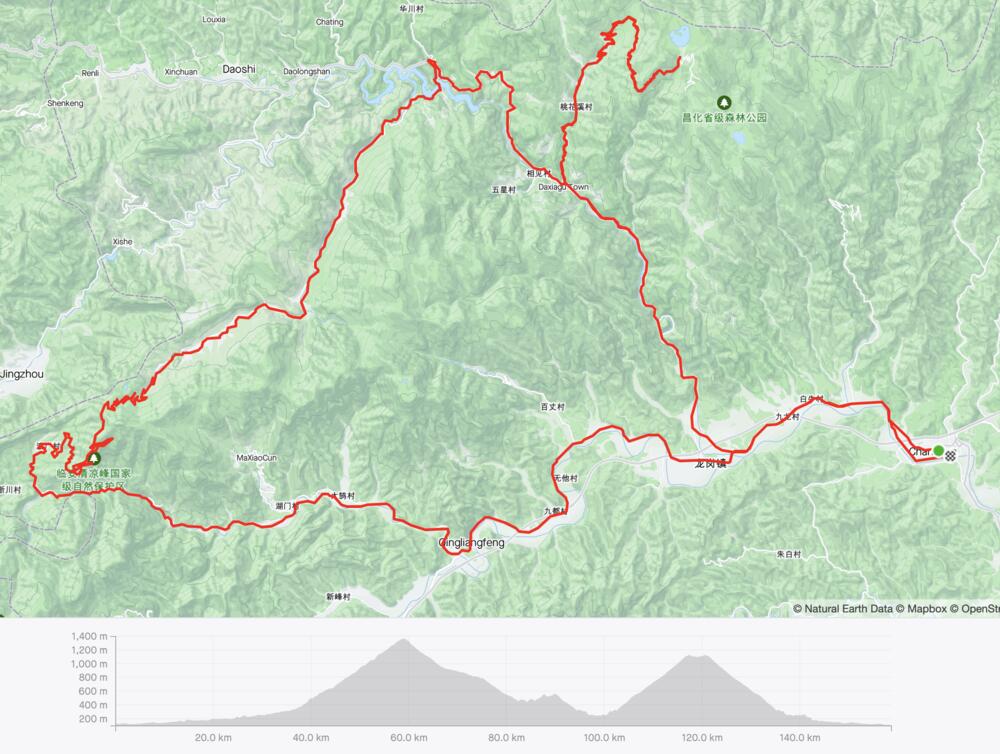 华川村
Louxia
Chating
Renli
Xinchuan
Daoshi
Daolongshan
Shenkeng
桃花溪村
昌化省级森林公园
相见村
五星村
Daxiagu Town
Xishe
Jingzhou
百丈村
白牛村
九龙村
Char
龙岗镇
MaXiaoCun
临安清凉峰国家
级自然保护区
无他村
新川村
湖门村
大鹄村
九都村
Qingliangfeng
朱白村
新峰村
© Natural Earth Data © Mapbox © OpenStr
1,400 m
1,200 m
1,000 m
800 m
600 m
400 m
200 m
20.0 km
40.0 km
60.0 km
80.0 km
100.0 km
120.0 km
140.0 km